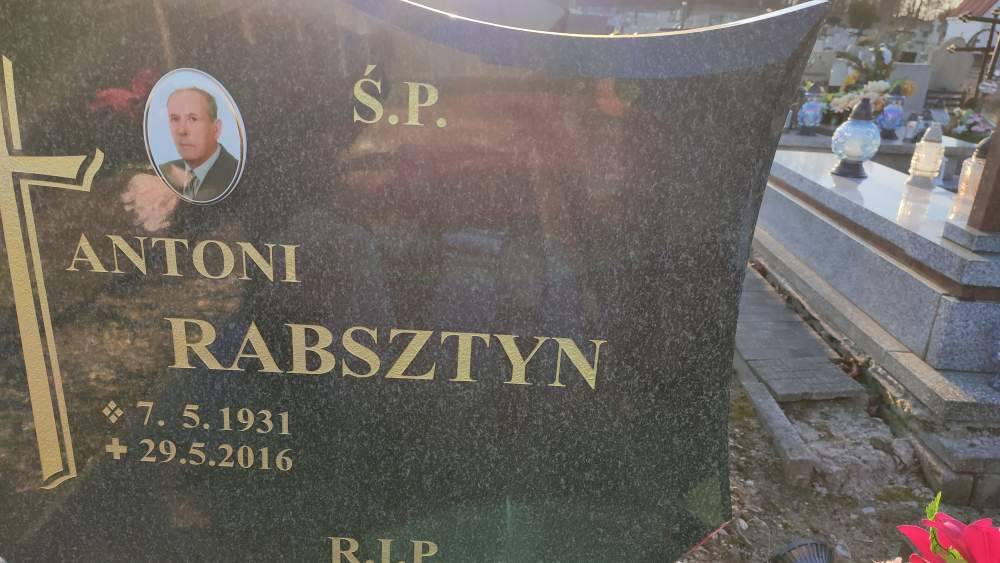 Ś.P.
ANTONI
RABSZTYN
7. 5. 1931
29.5.2016
R.I.P.